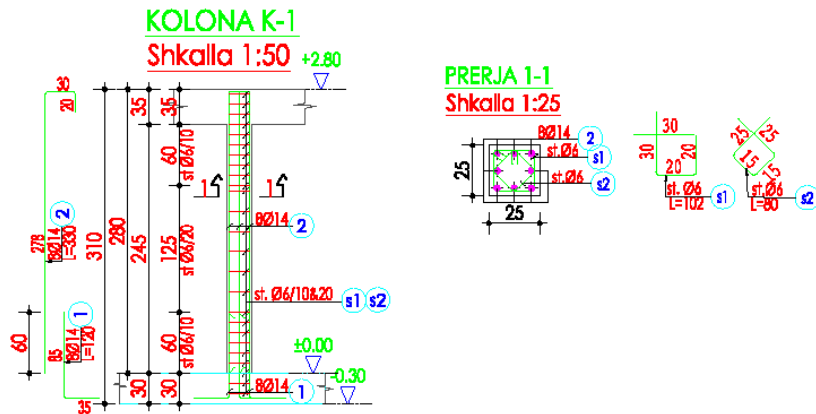 KOLONA K-1
Shkalla 1:50
+2.80
30
20
35
35
60
st Ø6/10
1
1
278
8Ø14
L=330
2
310
280
245
125
st Ø6/20
8Ø14
2
st. Ø6/10&20
s1
s2
60
85
8Ø14
L=120
1
60
st Ø6/10
±0.00
-0.30
30
30
35
8Ø14
1
PRERJA 1-1
Shkalla 1:25
8Ø14
2
st.Ø6
s1
st.Ø6
s2
25
25
30
30
20
20
st. Ø6
L=102
s1
25
25
15
15
st.Ø6
L=80
s2